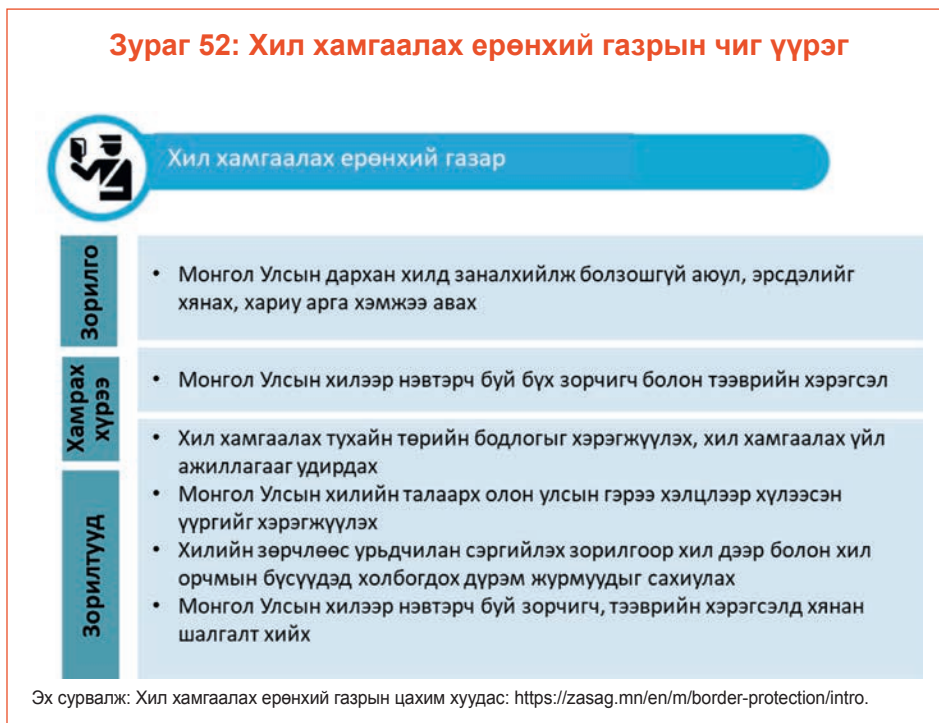 Зураг 52: Хил хамгаалах ерөнхий газрын чиг үүрэг
Хил хамгаалах ерөнхий газар
Зорилго
• Монгол Улсын дархан хилд заналхийлж болзошгүй аюул, эрсдэлийг
хянах, хариу арга хэмжээ авах
Хамрах
хүрээ
• Монгол Улсын хилээр нэвтэрч буй бүх зорчигч болон тээврийн хэрэгсэл
Зорилтууд
• Хил хамгаалах тухайн төрийн бодлогыг хэрэгжүүлэх, хил хамгаалах үйл
ажиллагааг удирдах
• Монгол Улсын хилийн талаарх олон улсын гэрээ хэлцлээр хүлээсэн
үүргийг хэрэгжүүлэх
• Хилийн зөрчлөөс урьдчилан сэргийлэх зорилгоор хил дээр болон хил
орчмын бүсүүдэд холбогдох дүрэм журмуудыг сахиулах
• Монгол Улсын хилээр нэвтэрч буй зорчигч, тээврийн хэрэгсэлд хянан
шалгалт хийх
Эх сурвалж: Хил хамгаалах ерөнхий газрын цахим хуудас: https://zasag.mn/en/m/border-protection/intro.